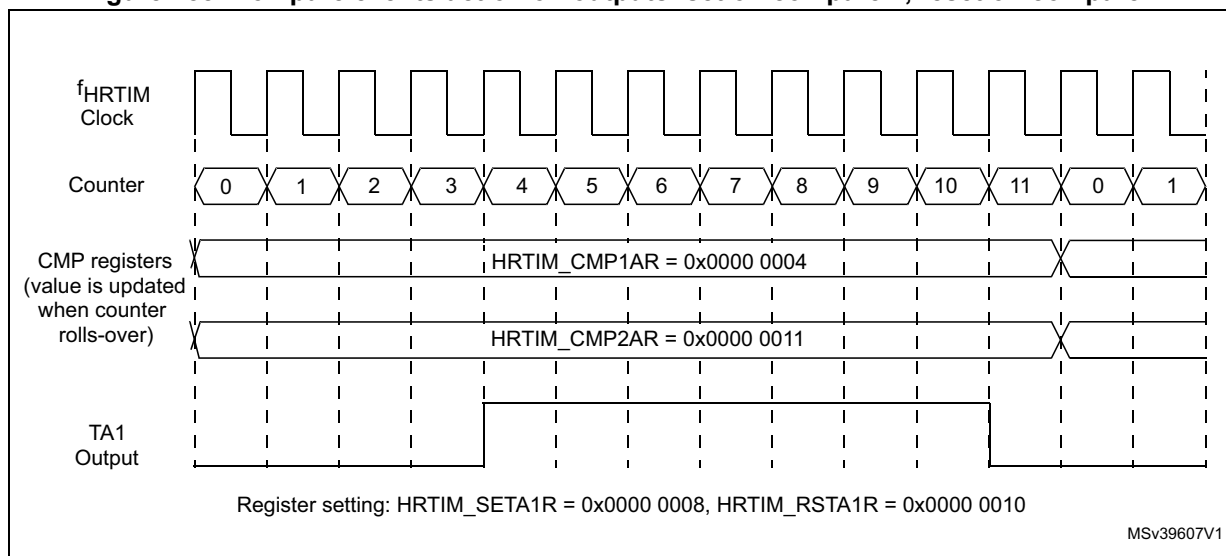 fHRTIM
Clock
Counter
0 1 2 3 4 5 6 7 8 9 10 11 0 1
CMP registers
(value is updated
when counter
rolls-over)
HRTIM_CMP1AR = 0x0000 0004
HRTIM_CMP2AR = 0x0000 0011
TA1
Output
Register setting: HRTIM_SETA1R = 0x0000 0008, HRTIM_RSTA1R = 0x0000 0010
MSv39607V1